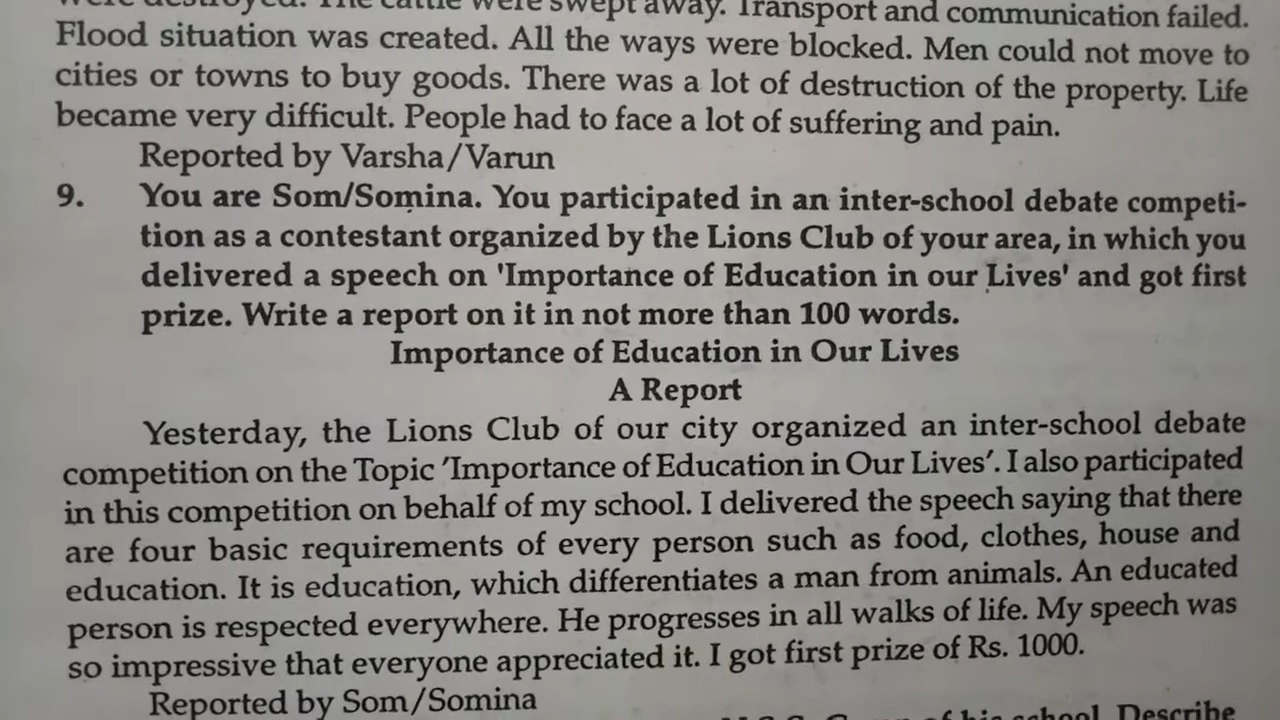 were destroyed. The cattle were swept away. Transport and communication failed.
Flood situation was created. All the ways were blocked. Men could not move to
cities or towns to buy goods. There was a lot of destruction of the property. Life
became very difficult. People had to face a lot of suffering and pain.
Reported by Varsha/Varun
9. You are Som/Somina. You participated in an inter-school debate competi-
tion as a contestant organized by the Lions Club of your area, in which you
delivered a speech on 'Importance of Education in our Lives' and got first
prize. Write a report on it in not more than 100 words.
Importance of Education in Our Lives
A Report
Yesterday, the Lions Club of our city organized an inter-school debate
competition on the Topic 'Importance of Education in Our Lives'. I also participated
in this competition on behalf of my school. I delivered the speech saying that there
are four basic requirements of every person such as food, clothes, house and
education. It is education, which differentiates a man from animals. An educated
person is respected everywhere. He progresses in all walks of life. My speech was
so impressive that everyone appreciated it. I got first prize of Rs. 1000.
Reported by Som/Somina
of his school. Describe